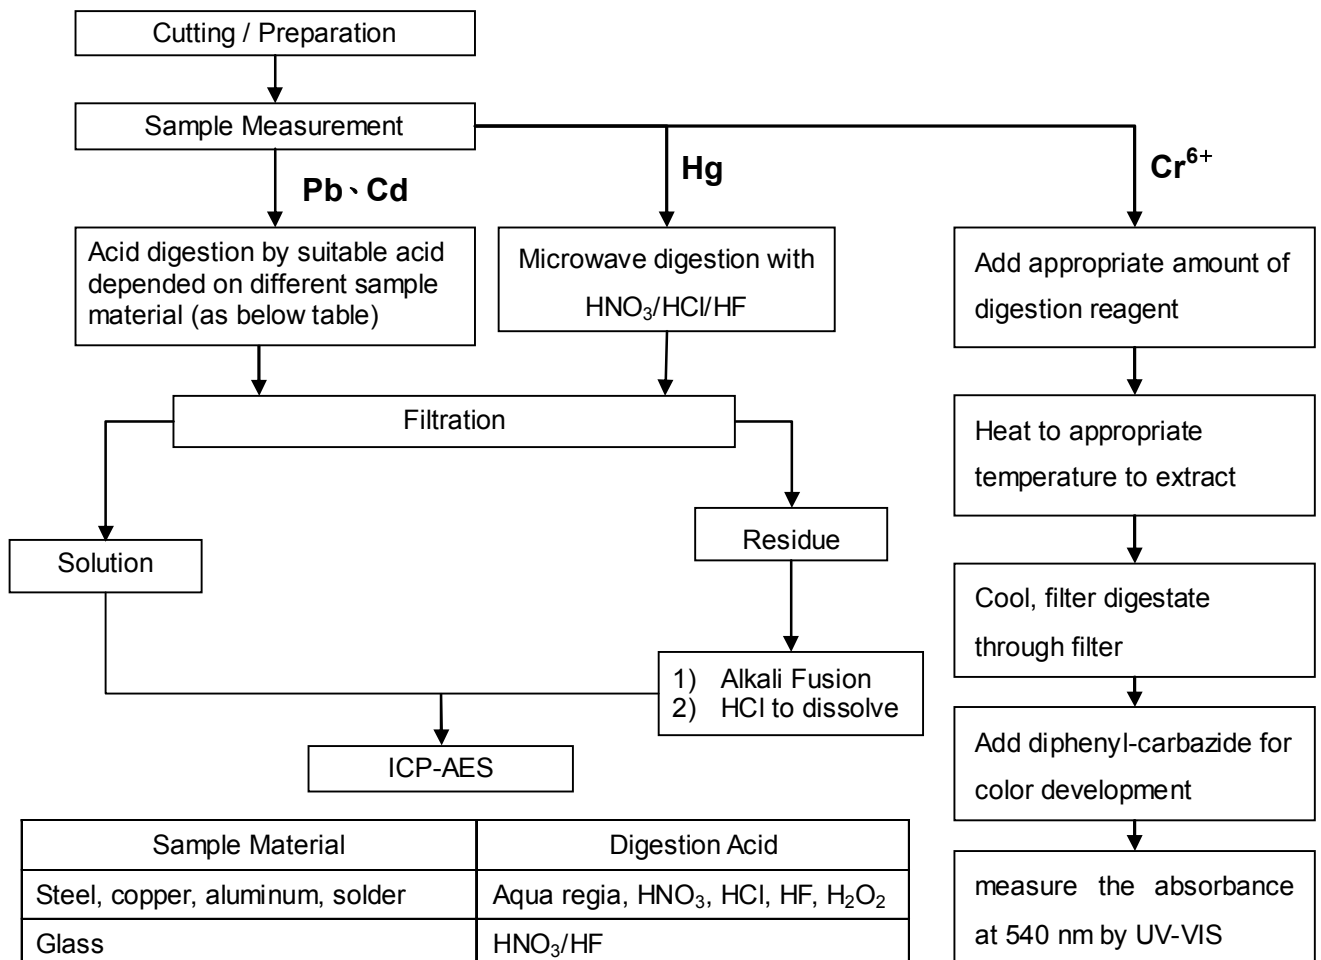 Cutting / Preparation
Sample Measurement
Pb、Cd
Hg
Cr6+
Acid digestion by suitable acid
depended on different sample
material (as below table)
Microwave digestion with
HNO3/HCl/HF
Add appropriate amount of
digestion reagent
Filtration
Heat to appropriate
temperature to extract
Solution
Residue
Cool, filter digestate
through filter
1) Alkali Fusion
2) HCl to dissolve
ICP-AES
Add diphenyl-carbazide for
color development
Sample Material Digestion Acid
Steel, copper, aluminum, solder Aqua regia, HNO3, HCl, HF, H2O2
Glass HNO3/HF
measure the absorbance
at 540 nm by UV-VIS